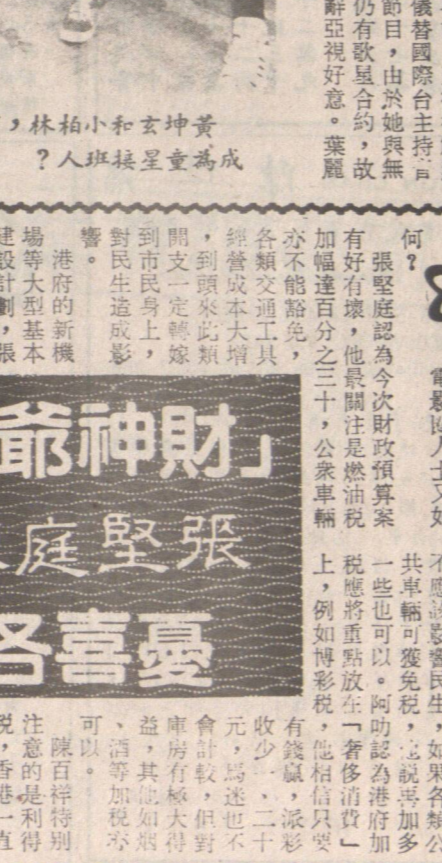 儀替國際台主持
節目，由於她與無
仍有歌星合約，故
辭亞視好意。葉麗
黃坤玄和小柏林，
成為童星接班人？
何？
張堅庭認為今次財政預算案
有好有壞，他最關注是燃油稅
加幅達百分之三十，公衆車輛
亦不能豁免，
各類交通工具
經營成本大增
，到頭來此類
開支一定轉嫁
到市民身上，
對民生造成影
響。
港府的新機
場等大型基本
建設計劃，張
「財神爺
張堅庭
憂喜各
影響民生，如果各類公
共車輛可獲免稅，說再加多
一些也可以。阿叻認為港府加
稅應將重點放在「奢侈消費」
上，例如博彩稅，他相信只要
有錢贏，派彩
收少一、二十
元，馬迷也不
會計較，但對
庫房有極大得
益，其他如烟
、酒等加稅亦
可以。
陳百祥特別
注意的是利得
稅，香港一直